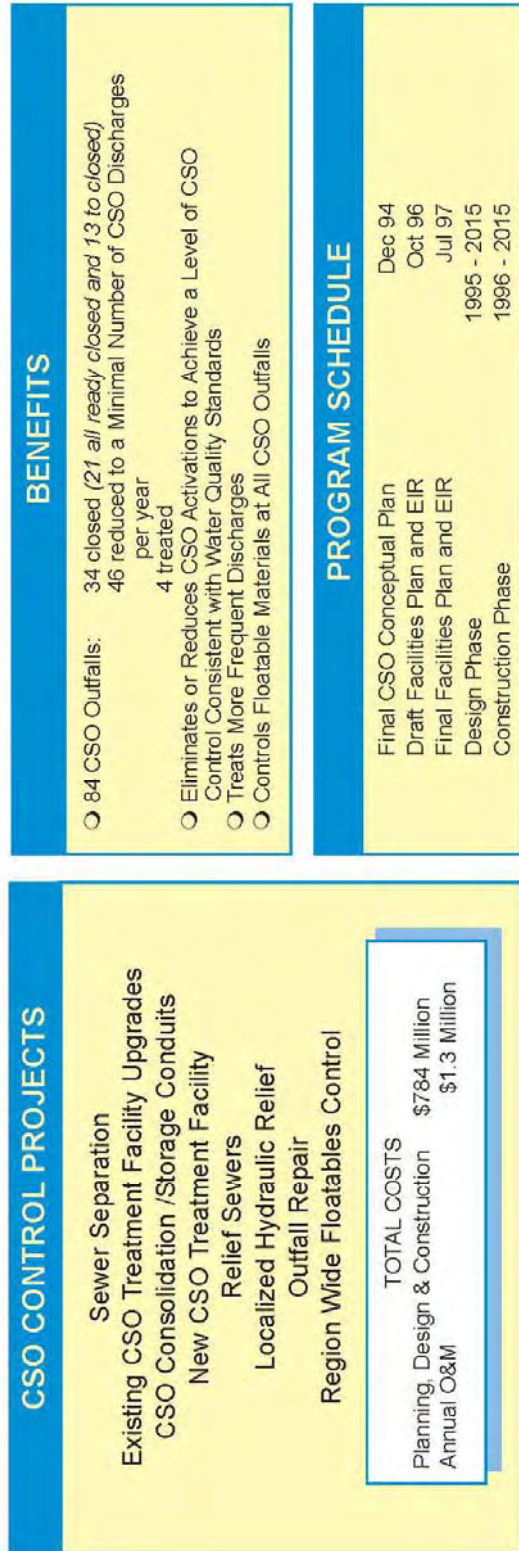 CSO CONTROL PROJECTS
Sewer Separation
Existing CSO Treatment Facility Upgrades
CSO Consolidation /Storage Conduits
New CSO Treatment Facility
Relief Sewers
Localized Hydraulic Relief
Outfall Repair
Region Wide Floatables Control
TOTAL COSTS
Planning, Design & Construction $784 Million
Annual O&M $1.3 Million
BENEFITS
❍ 84 CSO Outfalls: 34 closed (21 all ready closed and 13 to closed)
46 reduced to a Minimal Number of CSO Discharges
per year
4 treated
❍ Eliminates or Reduces CSO Activations to Achieve a Level of CSO
Control Consistent with Water Quality Standards
❍ Treats More Frequent Discharges
❍ Controls Floatable Materials at All CSO Outfalls
PROGRAM SCHEDULE
Final CSO Conceptual Plan Dec 94
Draft Facilities Plan and EIR Oct 96
Final Facilities Plan and EIR Jul 97
Design Phase 1995 - 2015
Construction Phase 1996 - 2015